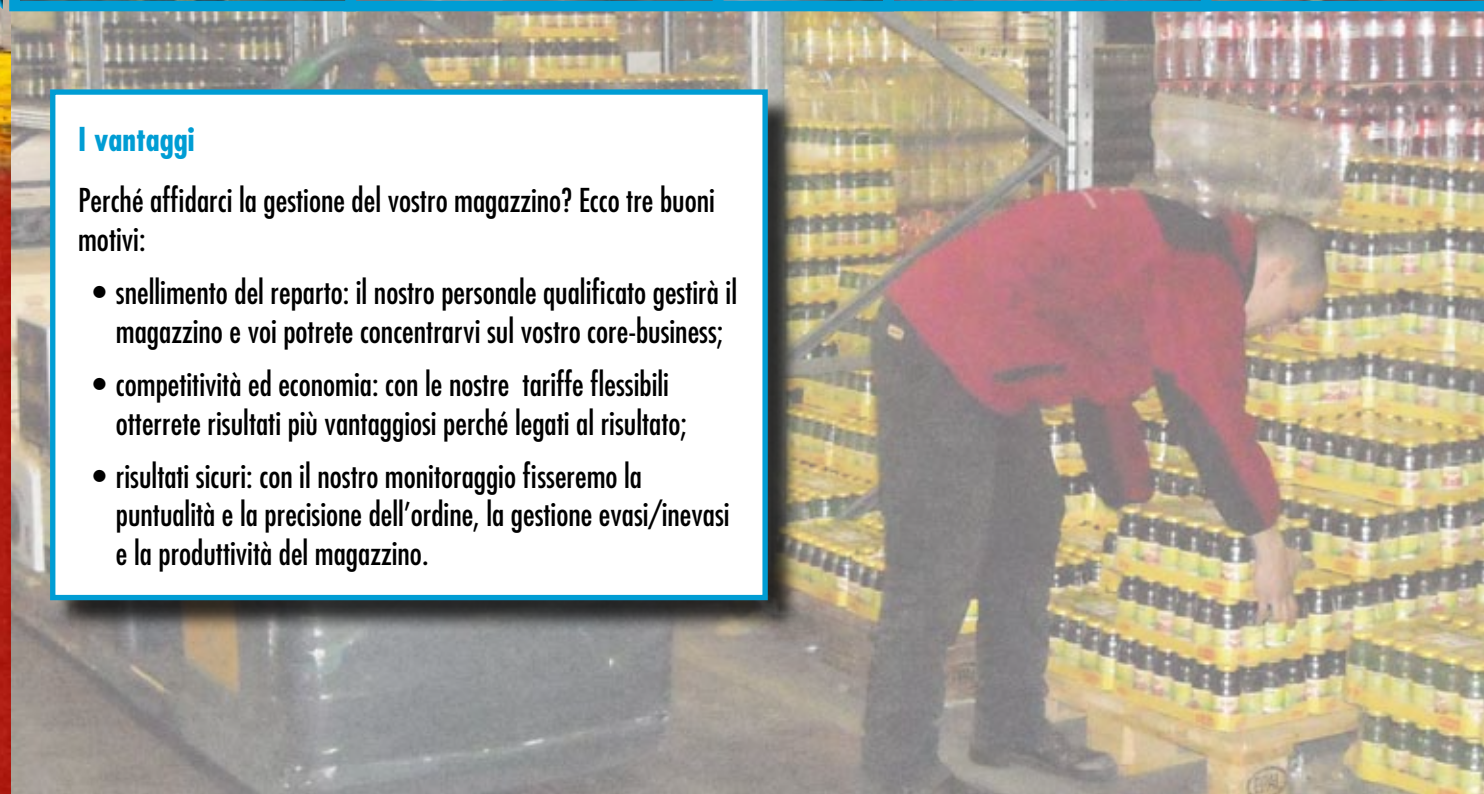 I vantaggi
Perché affidarci la gestione del vostro magazzino? Ecco tre buoni
motivi:
• snellimento del reparto: il nostro personale qualificato gestirà il
magazzino e voi potrete concentrarvi sul vostro core-business;
• competitività ed economia: con le nostre  tariffe flessibili
otterrete risultati più vantaggiosi perché legati al risultato;
• risultati sicuri: con il nostro monitoraggio fisseremo la
puntualità e la precisione dell’ordine, la gestione evasi/inevasi
e la produttività del magazzino.